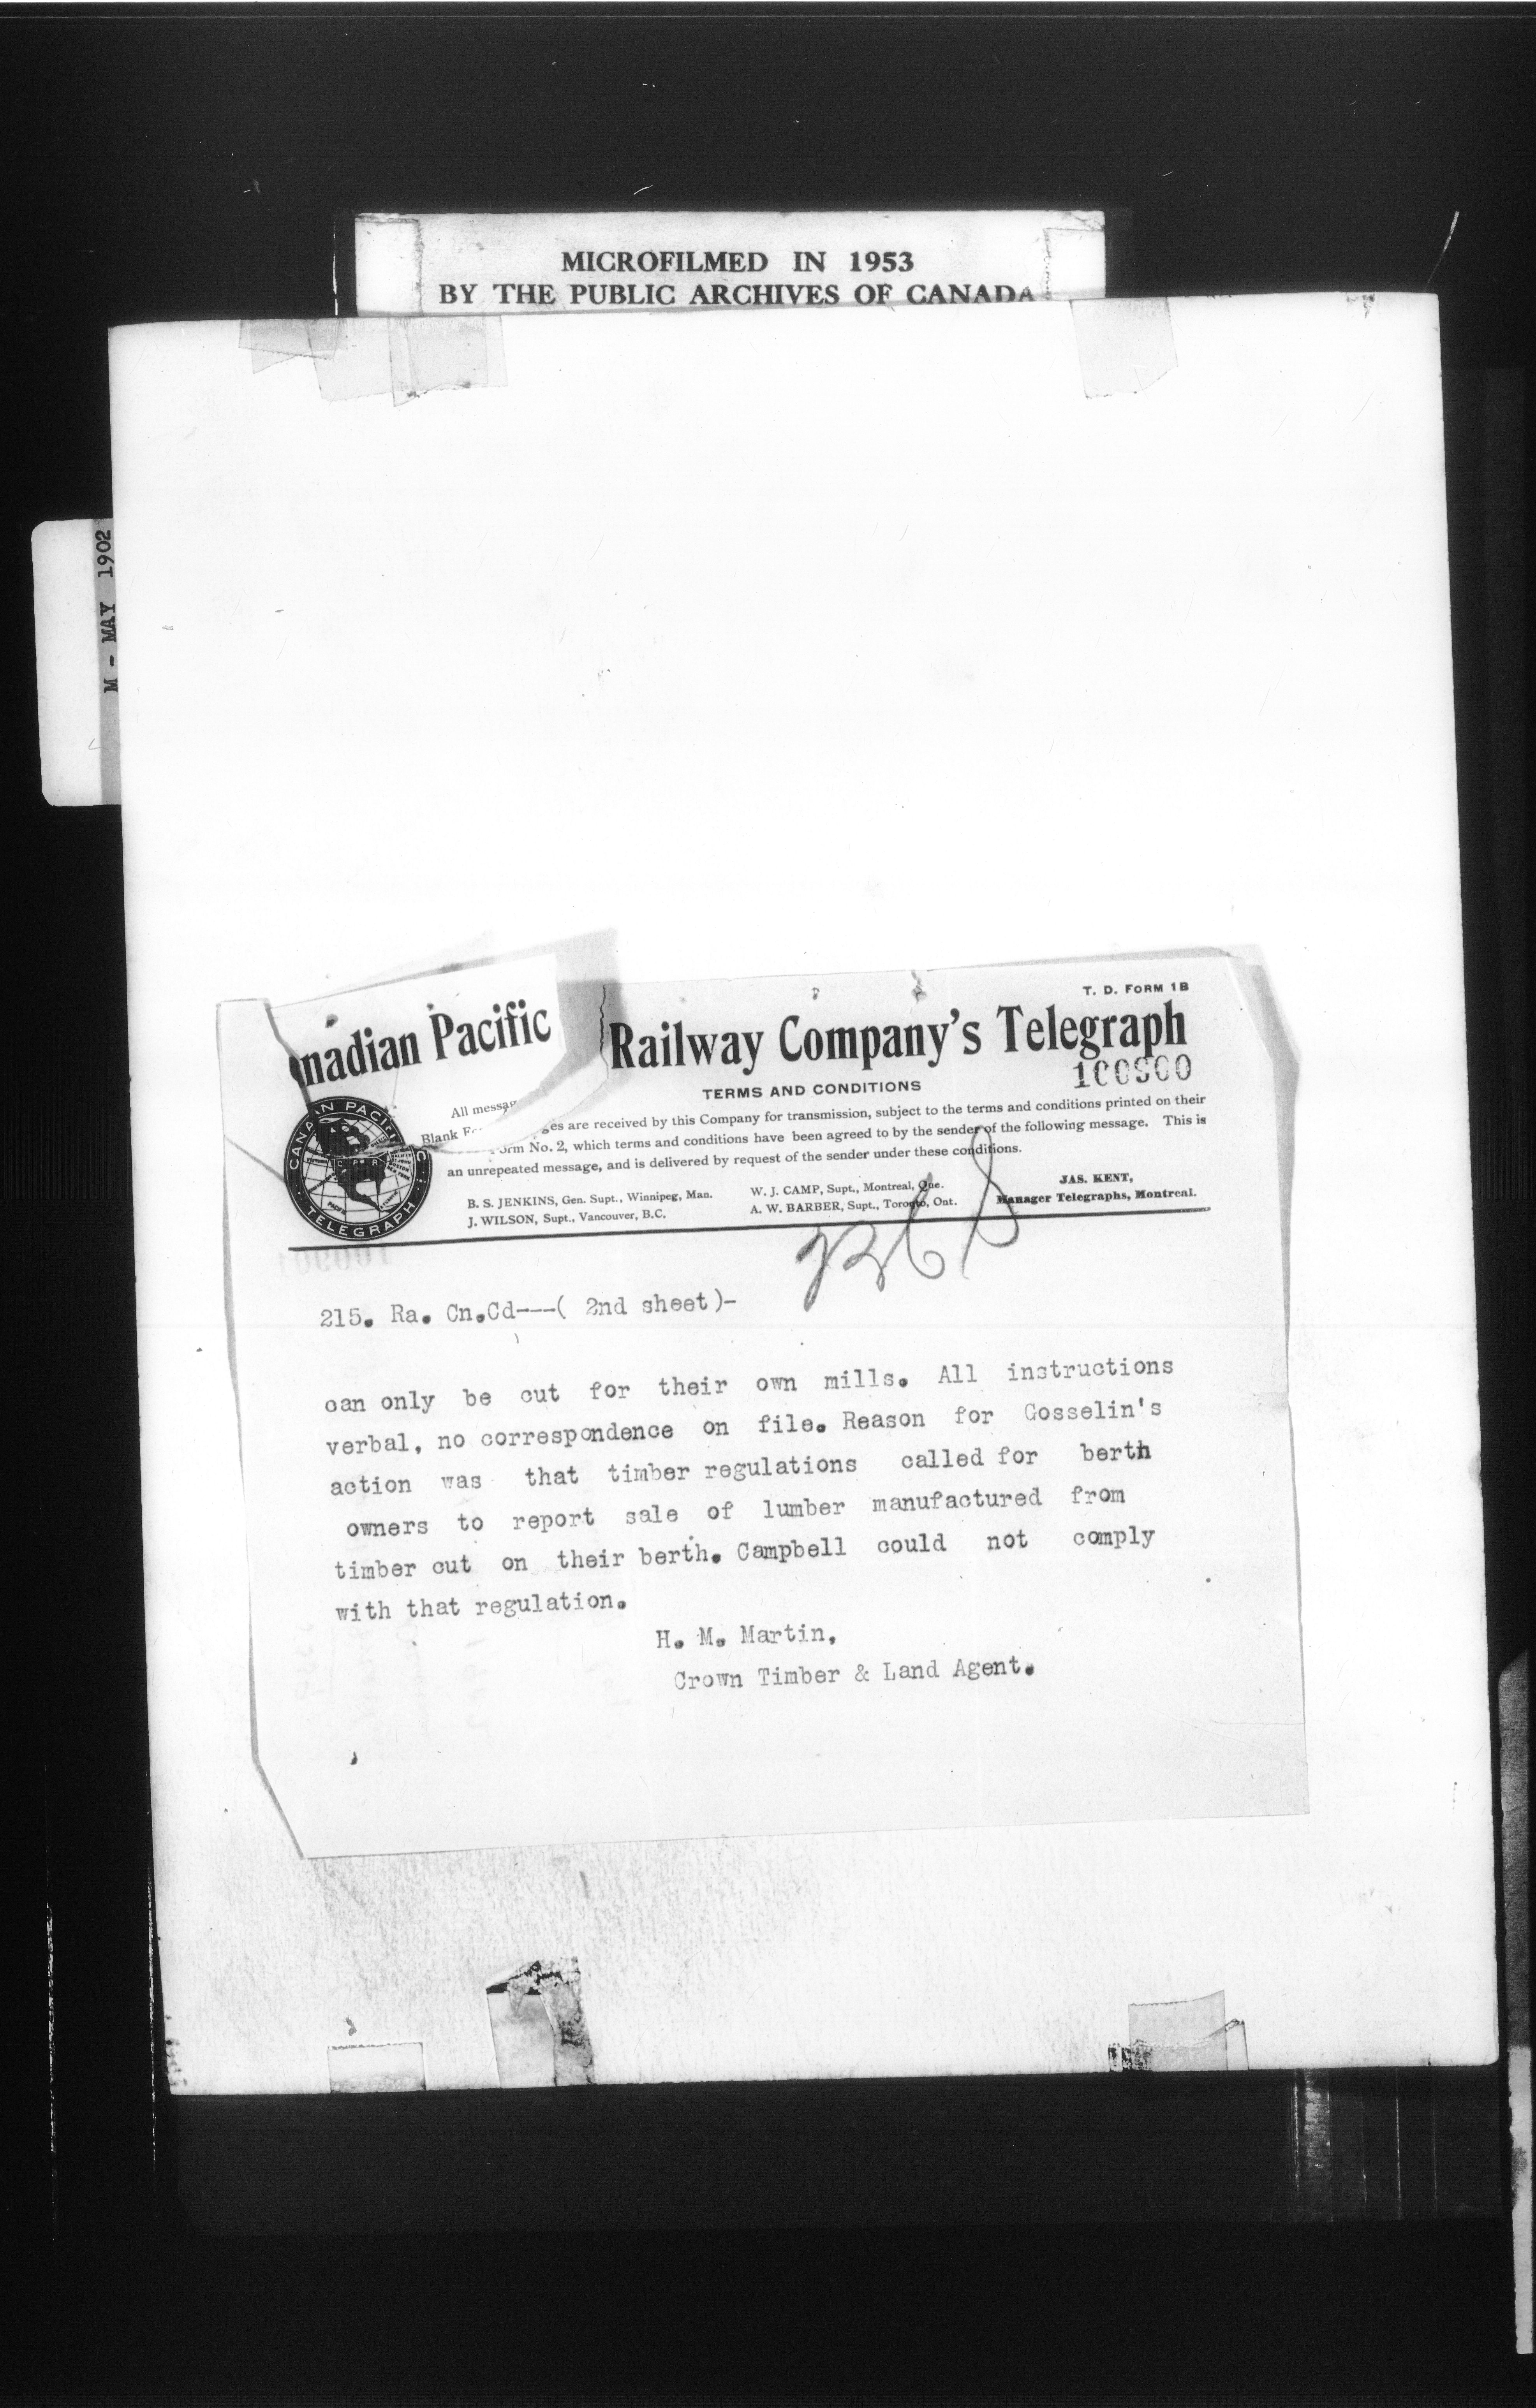 MICROFILMED IN 1953
BY THE PUBLIC ARCHIVES OF CANADA
M - MAY 1902
T. D. FORM 1B
nadian Pacific Railway Company's Telegraph
TERMS AND CONDITIONS
All messag ges are received by this Company for transmission, subject to the terms and conditions printed on their
Blank Fo orm No. 2, which terms and conditions have been agreed to by the sender of the following message. This is
an unrepeated message, and is delivered by request of the sender under these conditions.
B. S. JENKINS, Gen. Supt., Winnipeg, Man.
J. WILSON, Supt., Vancouver, B.C.
W. J. CAMP, Supt., Montreal, Que.
A. W. BARBER, Supt., Toronto, Ont.
JAS. KENT,
Manager Telegraphs, Montreal.
CANADIAN PACIFIC
TELEGRAPH
215. Ra. Cn.Cd---( 2nd sheet)-
can only be cut for their own mills. All instructions
verbal, no correspondence on file. Reason for Gosselin's
action was that timber regulations called for berth
owners to report sale of lumber manufactured from
timber cut on their berth. Campbell could not comply
with that regulation.
H. M. Martin,
Crown Timber & Land Agent.